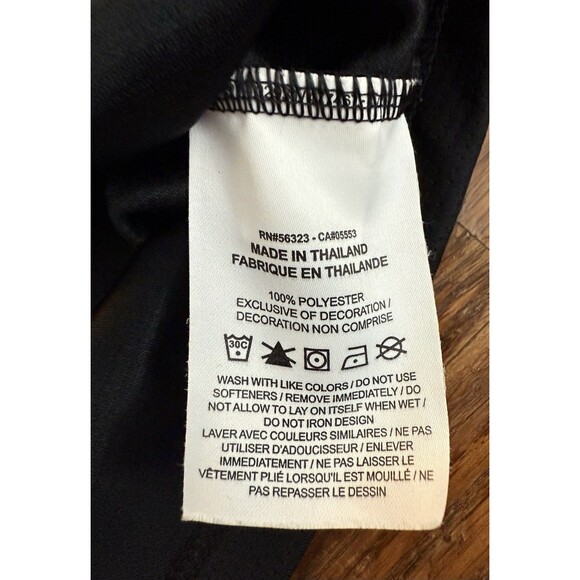 RN#56323 - CA#05553
MADE IN THAILAND
FABRIQUE EN THAILANDE
100% POLYESTER
EXCLUSIVE OF DECORATION /
DECORATION NON COMPRISE
30C
WASH WITH LIKE COLORS / DO NOT USE
SOFTENERS / REMOVE IMMEDIATELY / DO
NOT ALLOW TO LAY ON ITSELF WHEN WET /
DO NOT IRON DESIGN
LAVER AVEC COULEURS SIMILAIRES / NE PAS
UTILISER D'ADOUCISSEUR / ENLEVER
IMMEDIATEMENT / NE PAS LAISSER LE
VÊTEMENT PLIÉ LORSQU'IL EST MOUILLÉ / NE
PAS REPASSER LE DESSIN